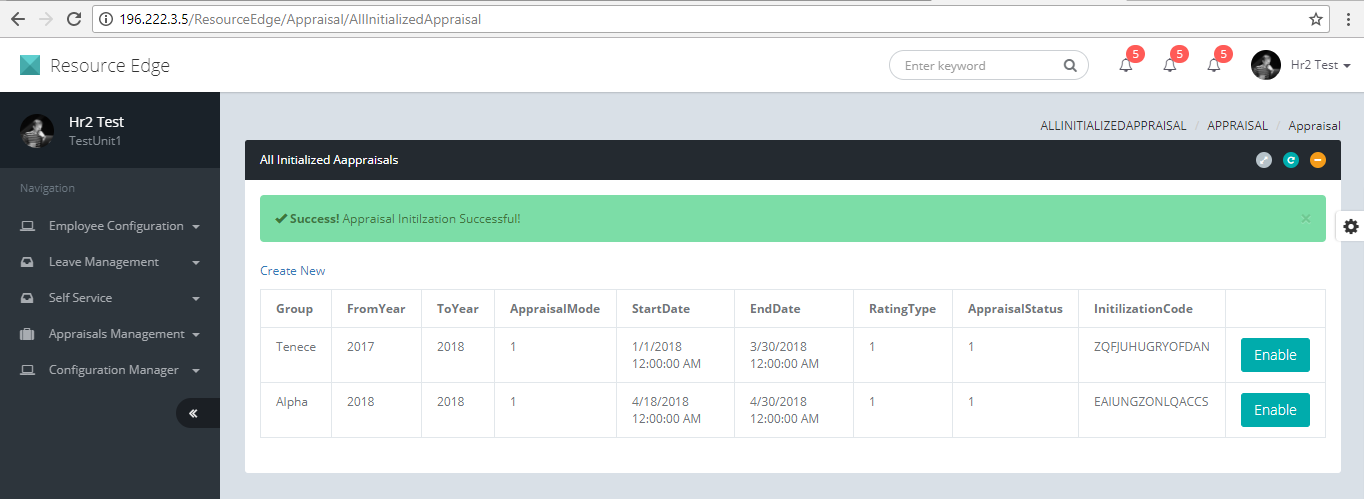 196.222.3.5/ResourceEdge/Appraisal/AllInitializedAppraisal
Resource Edge
Enter keyword
5
5
5
Hr2 Test
Hr2 Test
TestUnit1
Navigation
Employee Configuration
Leave Management
Self Service
Appraisals Management
Configuration Manager
ALLINITIALIZEDAPPRAISAL / APPRAISAL / Appraisal
All Initialized Aappraisals
Success! Appraisal Initilzation Successful! ×
Create New
Group FromYear ToYear AppraisalMode StartDate EndDate RatingType AppraisalStatus InitilizationCode
Tenece 2017 2018 1 1/1/2018 12:00:00 AM 3/30/2018 12:00:00 AM 1 1 ZQFJUHUGRYOFDAN Enable
Alpha 2018 2018 1 4/18/2018 12:00:00 AM 4/30/2018 12:00:00 AM 1 1 EAIUNGZONLQACCS Enable